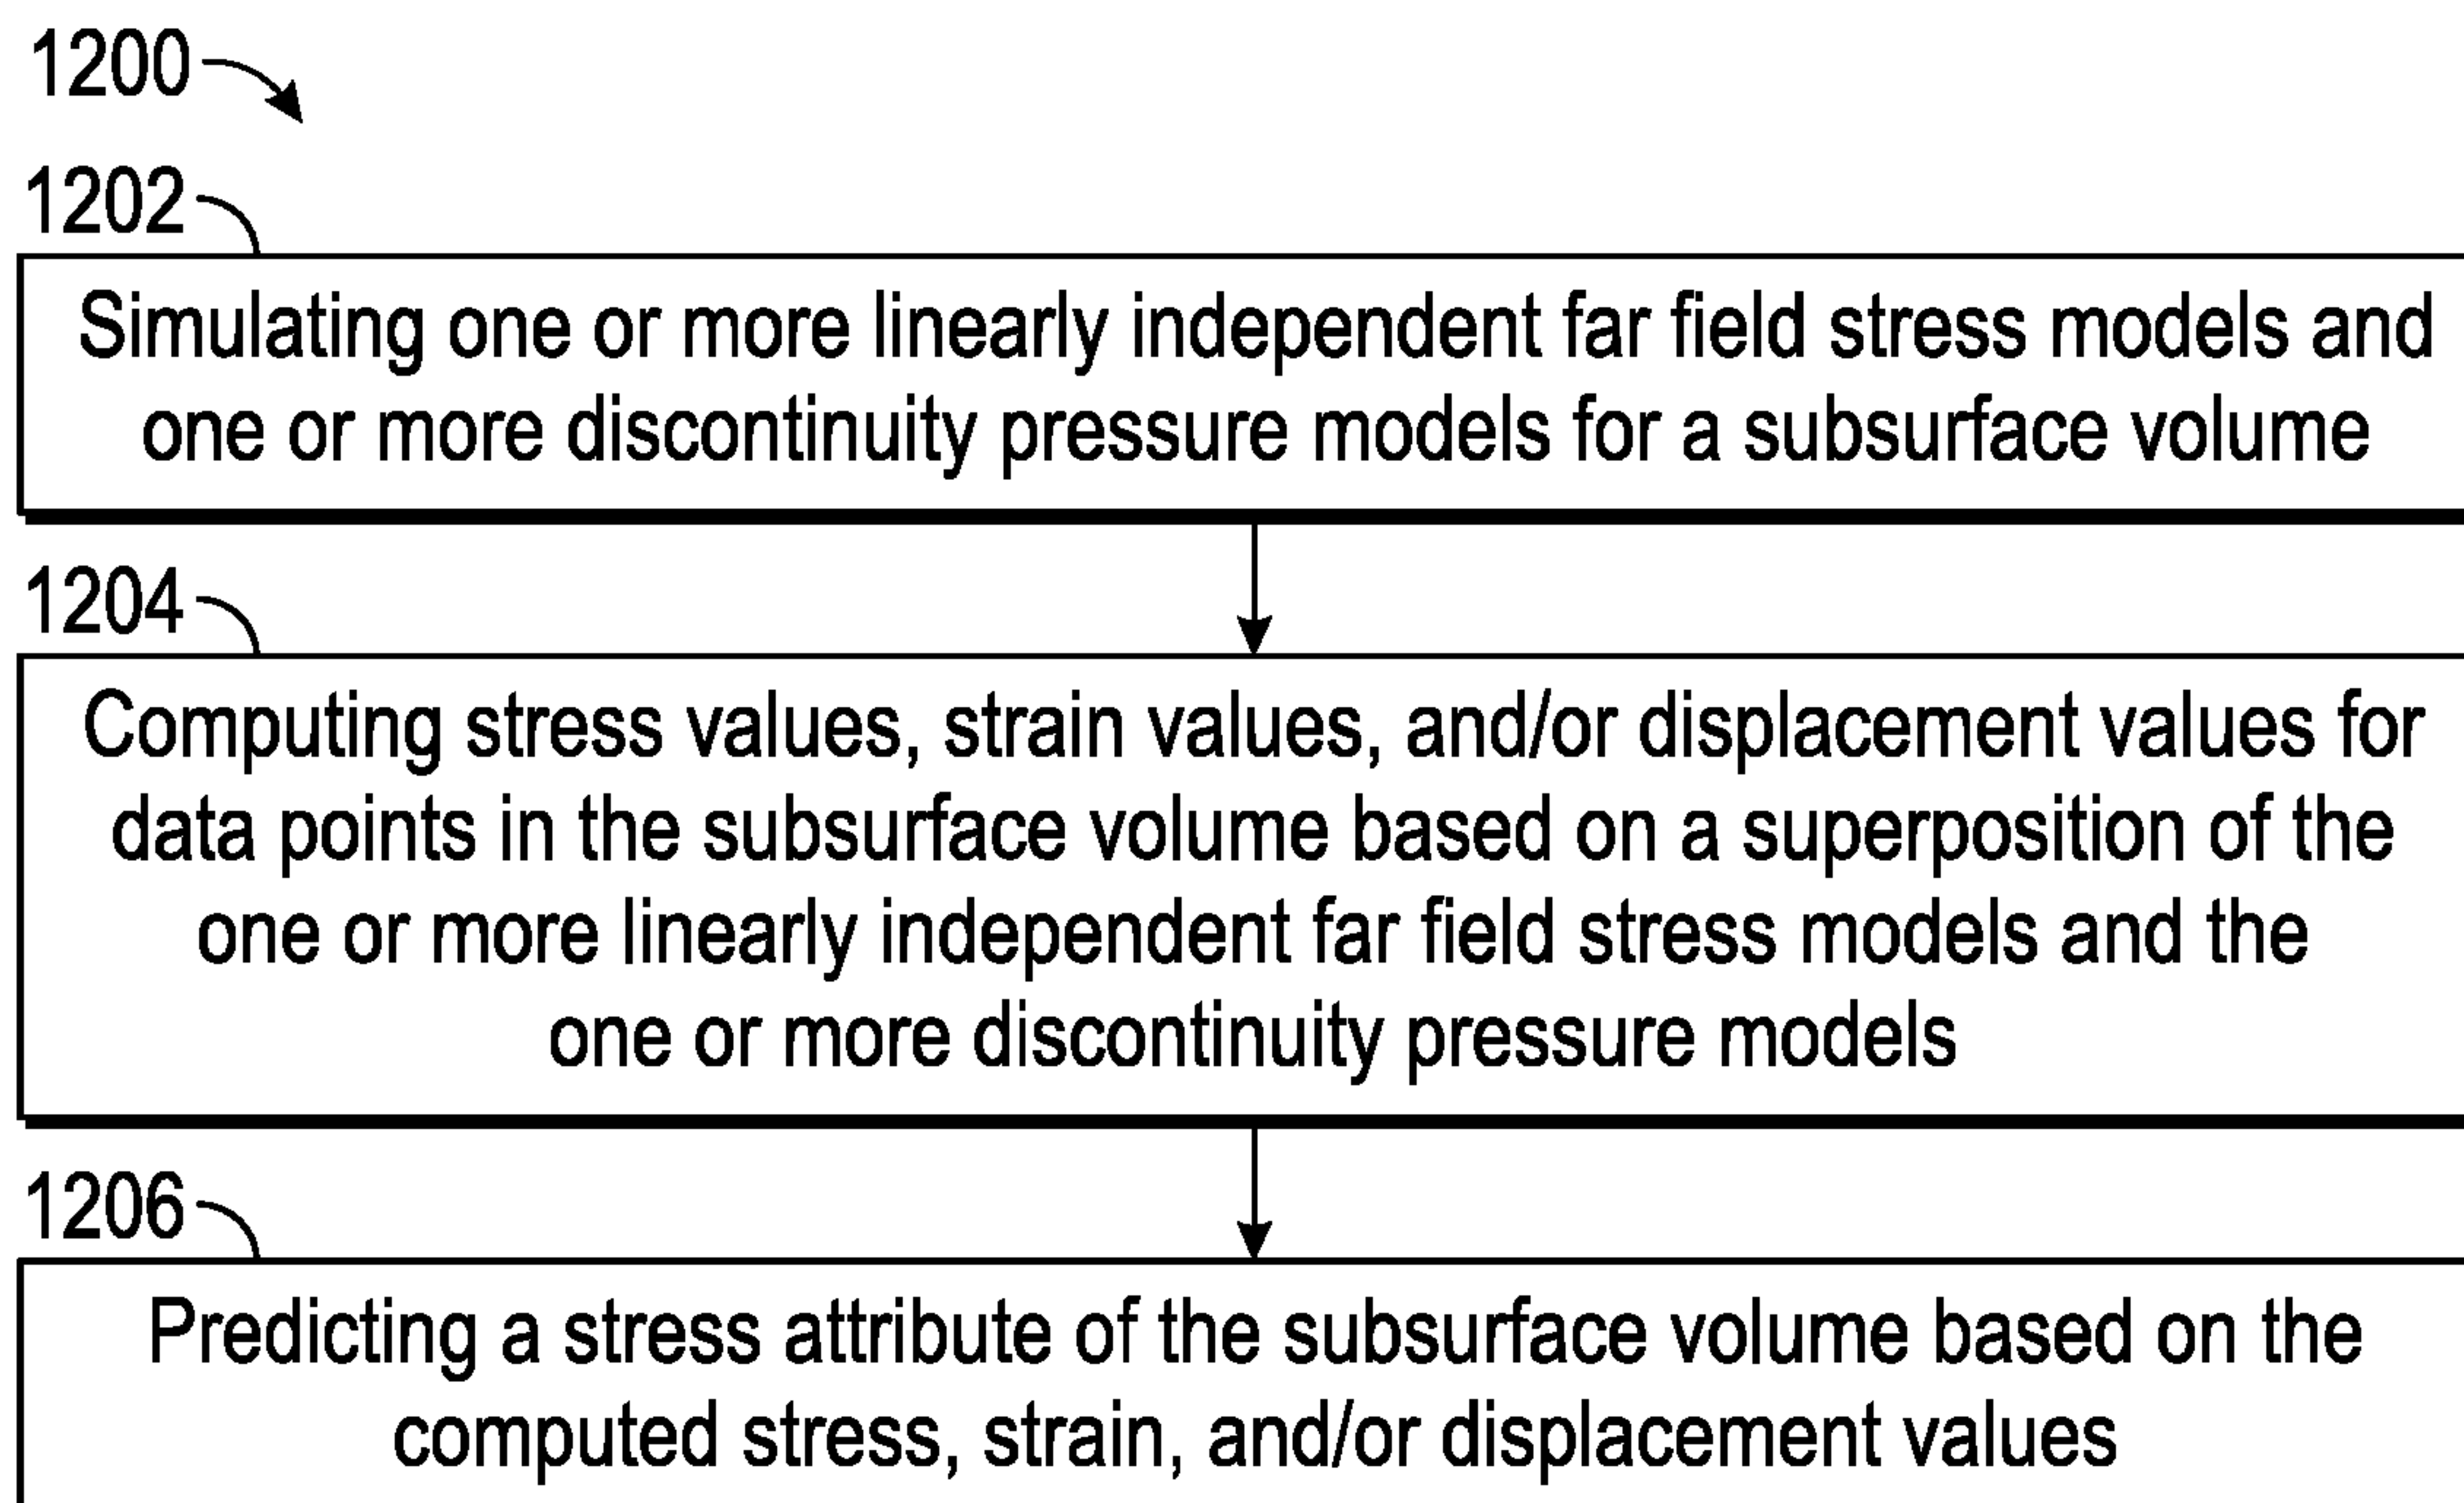 1200
1202
Simulating one or more linearly independent far field stress models and
one or more discontinuity pressure models for a subsurface volume
1204
Computing stress values, strain values, and/or displacement values for
data points in the subsurface volume based on a superposition of the
one or more linearly independent far field stress models and the
one or more discontinuity pressure models
1206
Predicting a stress attribute of the subsurface volume based on the
computed stress, strain, and/or displacement values